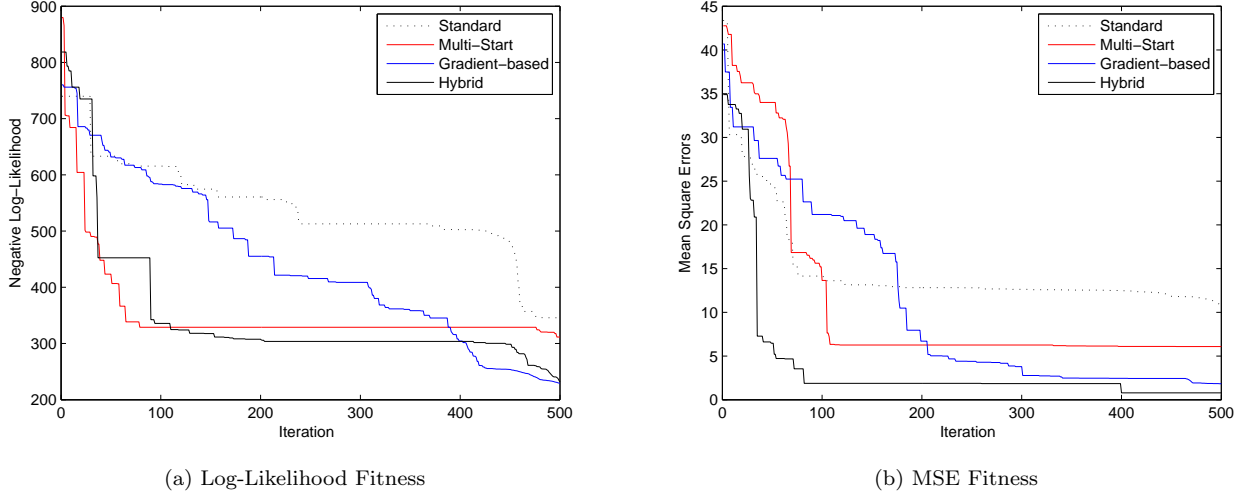 900
800
700
600
500
400
300
200
0
100
200
300
400
500
Negative Log−Likelihood
Iteration
Standard
Multi−Start
Gradient−based
Hybrid
(a) Log-Likelihood Fitness
45
40
35
30
25
20
15
10
5
0
0
100
200
300
400
500
Mean Square Errors
Iteration
Standard
Multi−Start
Gradient−based
Hybrid
(b) MSE Fitness